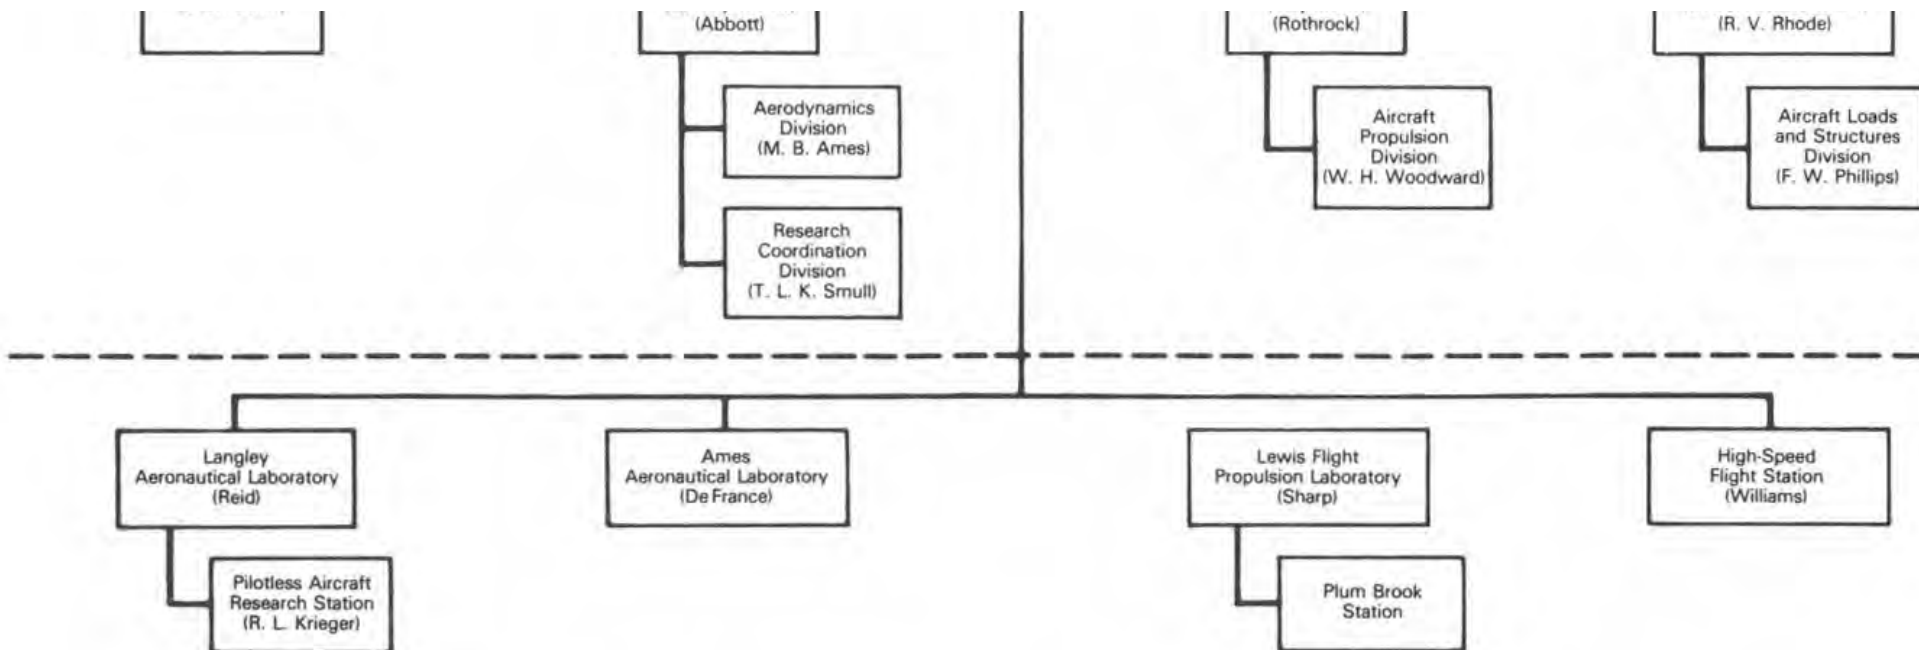 (Abbott)
(Rothrock)
(R. V. Rhode)
Aerodynamics
Division
(M. B. Ames)
Research
Coordination
Division
(T. L. K. Smull)
Aircraft
Propulsion
Division
(W. H. Woodward)
Aircraft Loads
and Structures
Division
(F. W. Phillips)
Langley
Aeronautical Laboratory
(Reid)
Pilotless Aircraft
Research Station
(R. L. Krieger)
Ames
Aeronautical Laboratory
(De France)
Lewis Flight
Propulsion Laboratory
(Sharp)
Plum Brook
Station
High-Speed
Flight Station
(Williams)